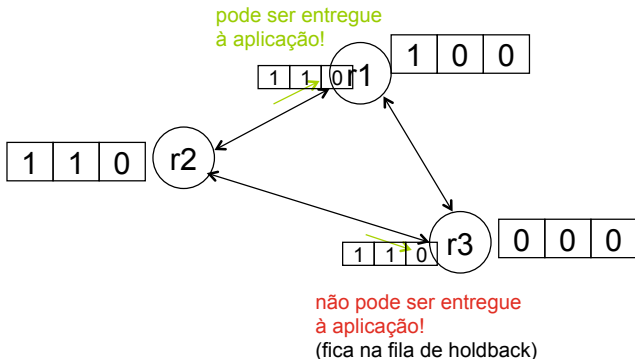 pode ser entregue
à aplicação!
1 1 0
r1
1 0 0
1 1 0
r2
1 1 0
r3
0 0 0
não pode ser entregue
à aplicação!
(fica na fila de holdback)